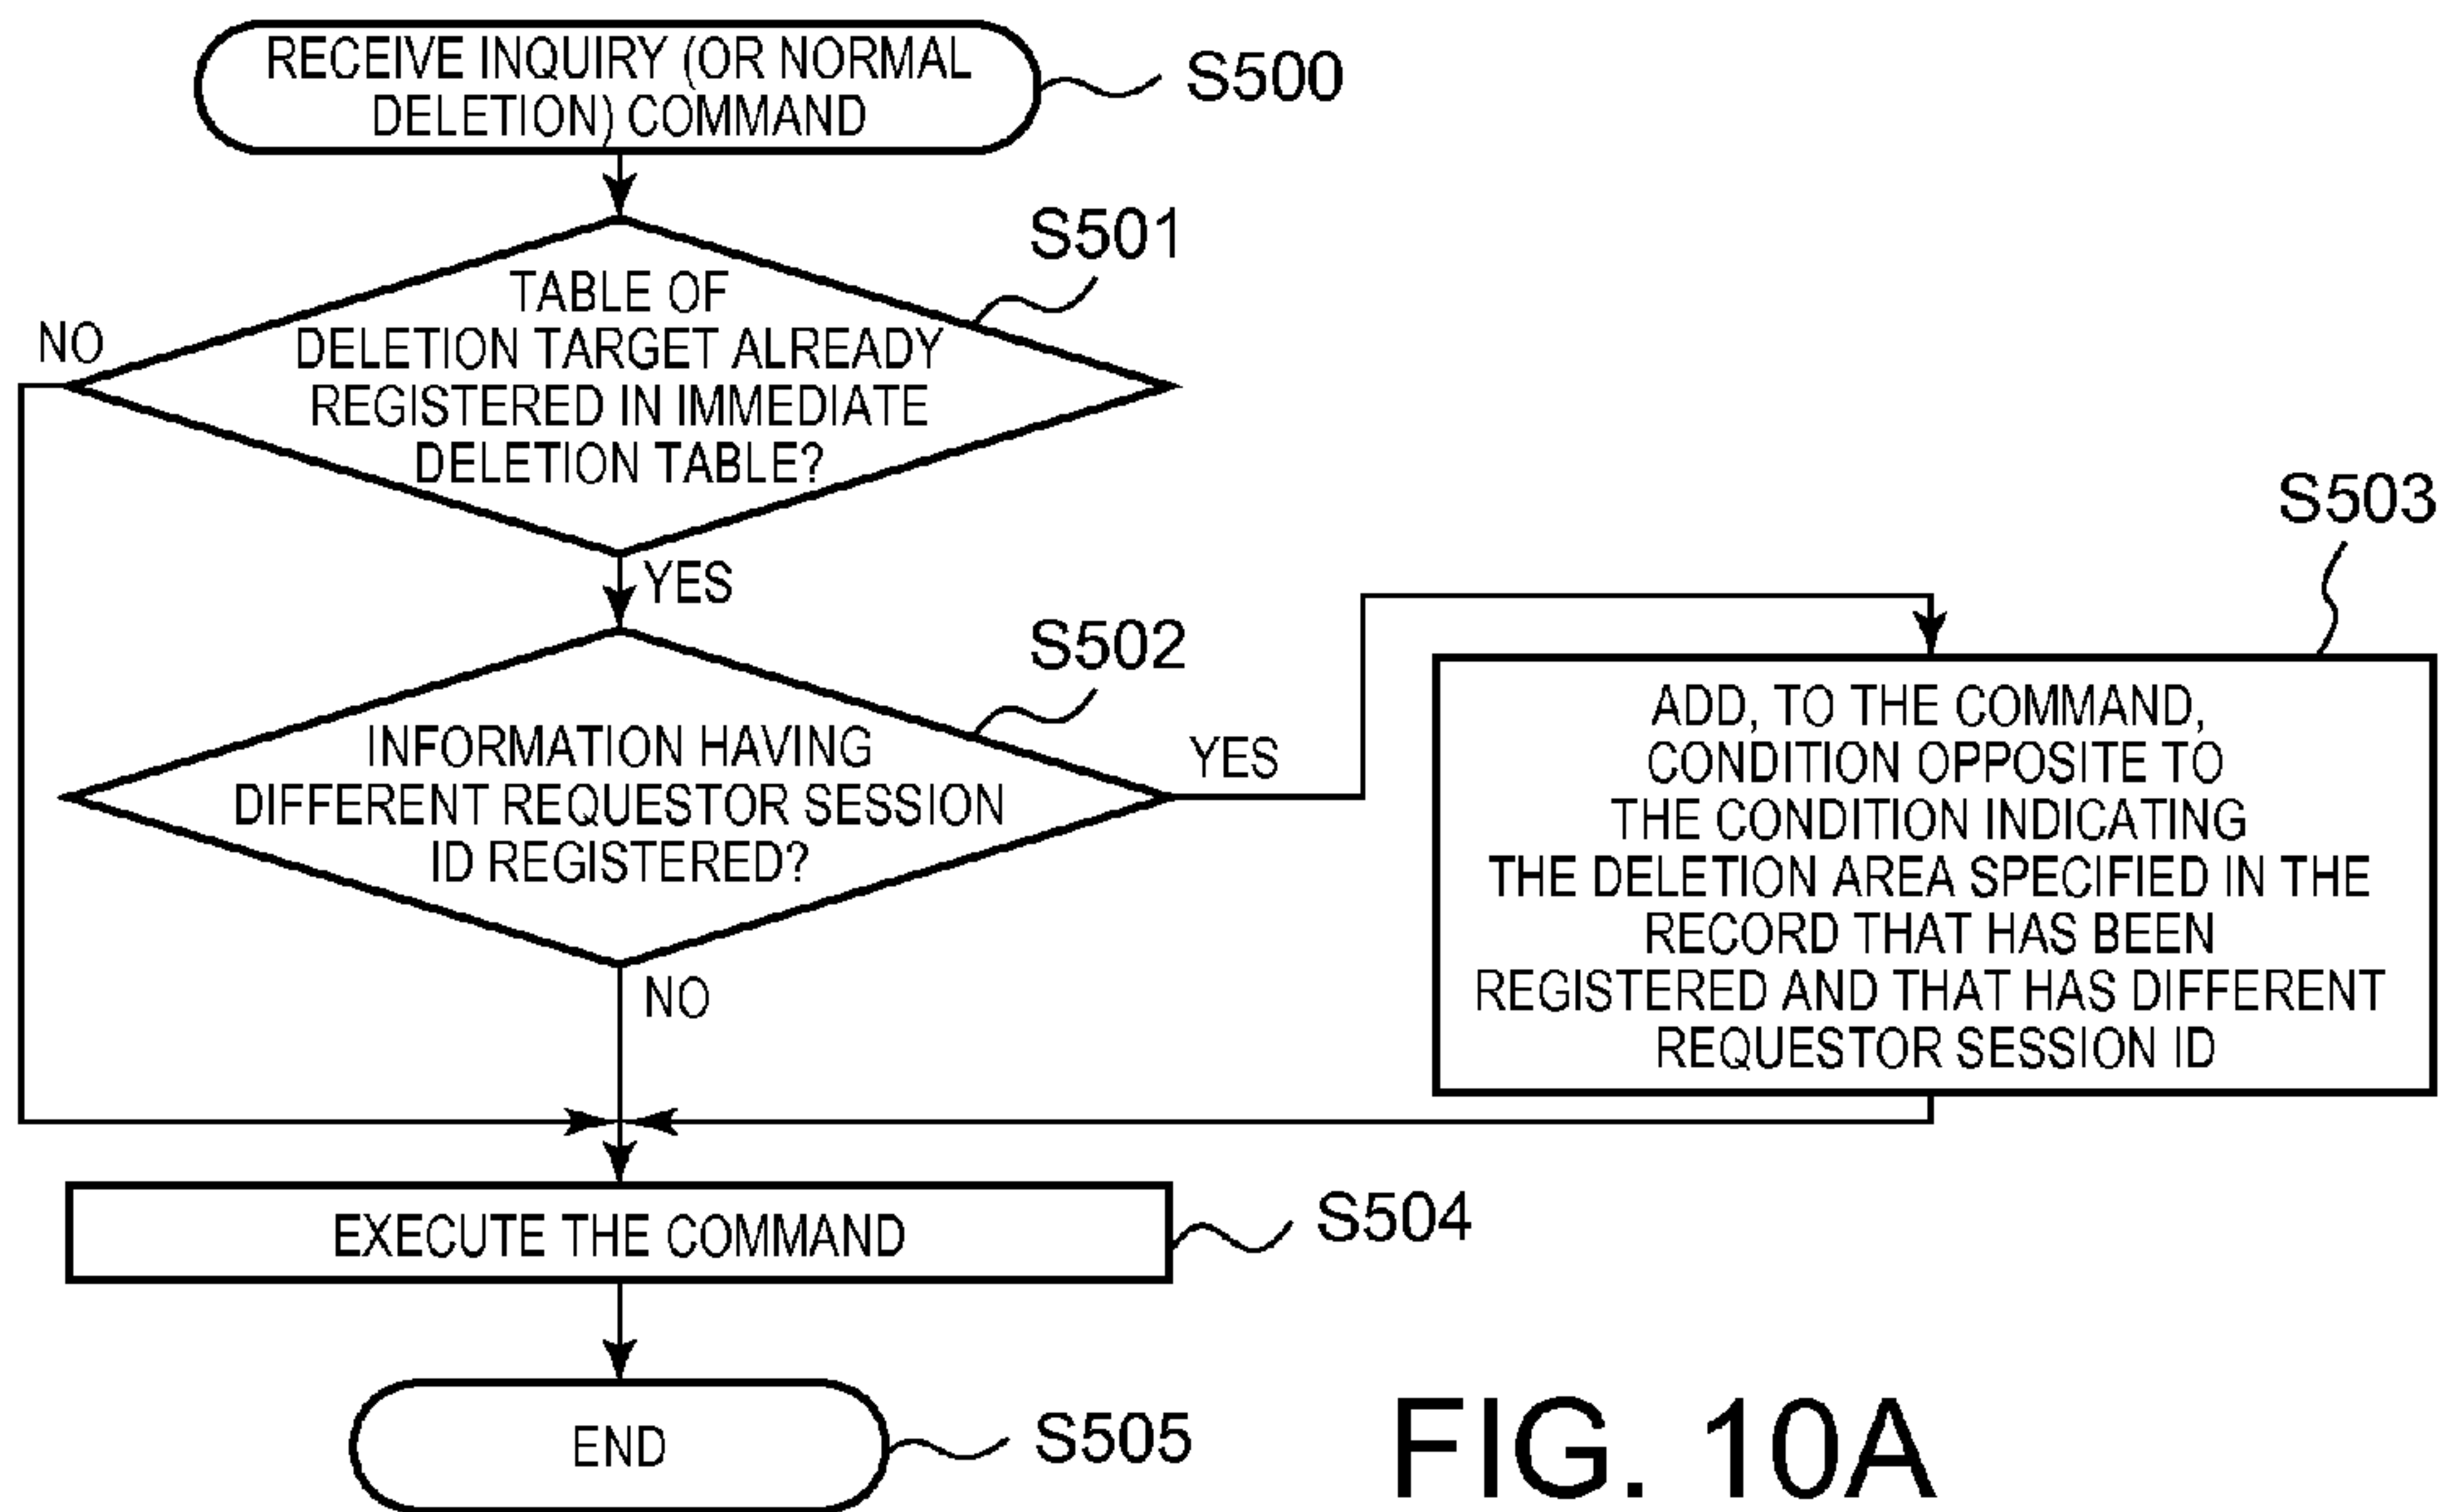 RECEIVE INQUIRY (OR NORMAL
DELETION) COMMAND
S500
S501
TABLE OF
DELETION TARGET ALREADY
REGISTERED IN IMMEDIATE
DELETION TABLE?
NO
YES
S502
INFORMATION HAVING
DIFFERENT REQUESTOR SESSION
ID REGISTERED?
YES
NO
S503
ADD, TO THE COMMAND,
CONDITION OPPOSITE TO
THE CONDITION INDICATING
THE DELETION AREA SPECIFIED IN THE
RECORD THAT HAS BEEN
REGISTERED AND THAT HAS DIFFERENT
REQUESTOR SESSION ID
EXECUTE THE COMMAND
S504
END
S505
FIG. 10A